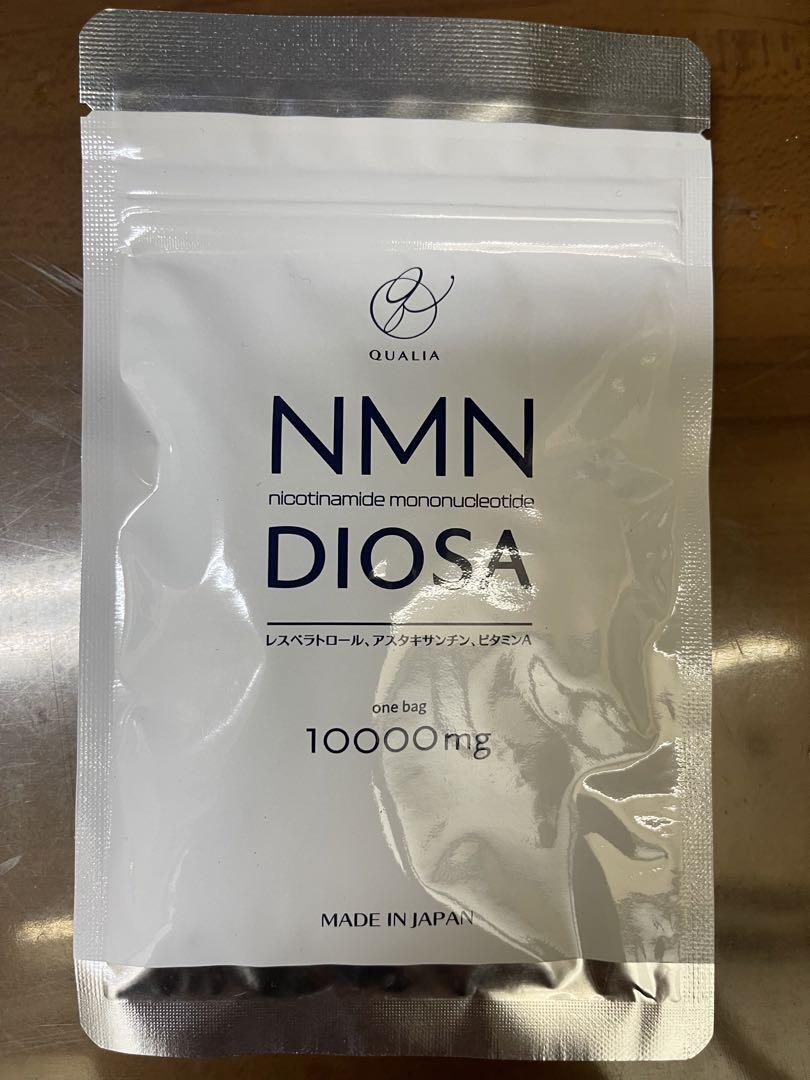 QUALIA
NMN
nicotinamide mononucleotide
DIOSA
レスベラトロール、アスタキサンチン、ビタミンA
one bag
10000mg
MADE IN JAPAN